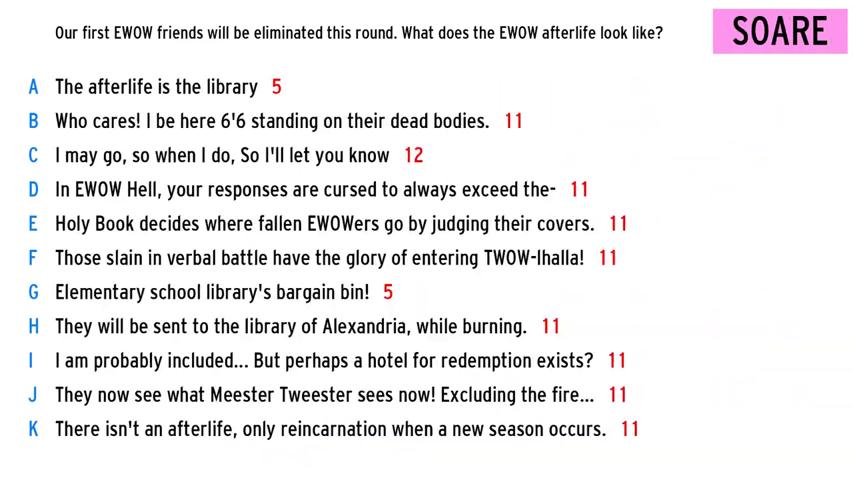 Our first EWOW friends will be eliminated this round. What does the EWOW afterlife look like?
SOARE
A The afterlife is the library 5
B Who cares! I be here 6'6 standing on their dead bodies. 11
C I may go, so when I do, So I'll let you know 12
D In EWOW Hell, your responses are cursed to always exceed the- 11
E Holy Book decides where fallen EWOWers go by judging their covers. 11
F Those slain in verbal battle have the glory of entering TWOW-lhalla! 11
G Elementary school library's bargain bin! 5
H They will be sent to the library of Alexandria, while burning. 11
I I am probably included... But perhaps a hotel for redemption exists? 11
J They now see what Meester Tweester sees now! Excluding the fire... 11
K There isn't an afterlife, only reincarnation when a new season occurs. 11